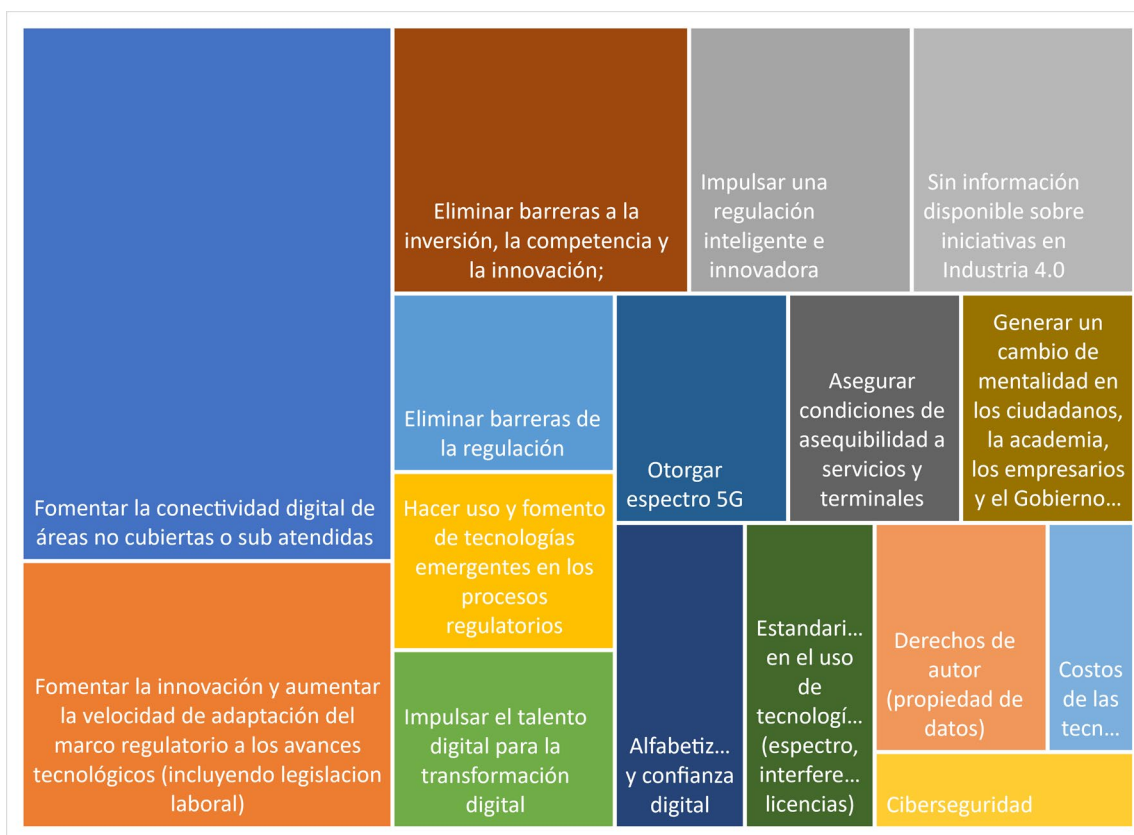 Fomentar la conectividad digital de
áreas no cubiertas o sub atendidas
Fomentar la innovación y aumentar
la velocidad de adaptación del
marco regulatorio a los avances
tecnológicos (incluyendo legislacion
laboral)
Eliminar barreras a la
inversión, la competencia y
la innovación;
Impulsar una
regulación
inteligente e
innovadora
Sin información
disponible sobre
iniciativas en
Industria 4.0
Eliminar barreras de
la regulación
Hacer uso y fomento
de tecnologías
emergentes en los
procesos
regulatorios
Impulsar el talento
digital para la
transformación
digital
Otorgar
espectro 5G
Asegurar
condiciones de
asequibilidad a
servicios y
terminales
Generar un
cambio de
mentalidad en
los ciudadanos,
la academia,
los empresarios
y el Gobierno...
Alfabetiz...
y confianza
digital
Estandari...
en el uso
de
tecnologí...
(espectro,
interfere...
licencias)
Derechos de
autor
(propiedad de
datos)
Costos
de las
tecn...
Ciberseguridad